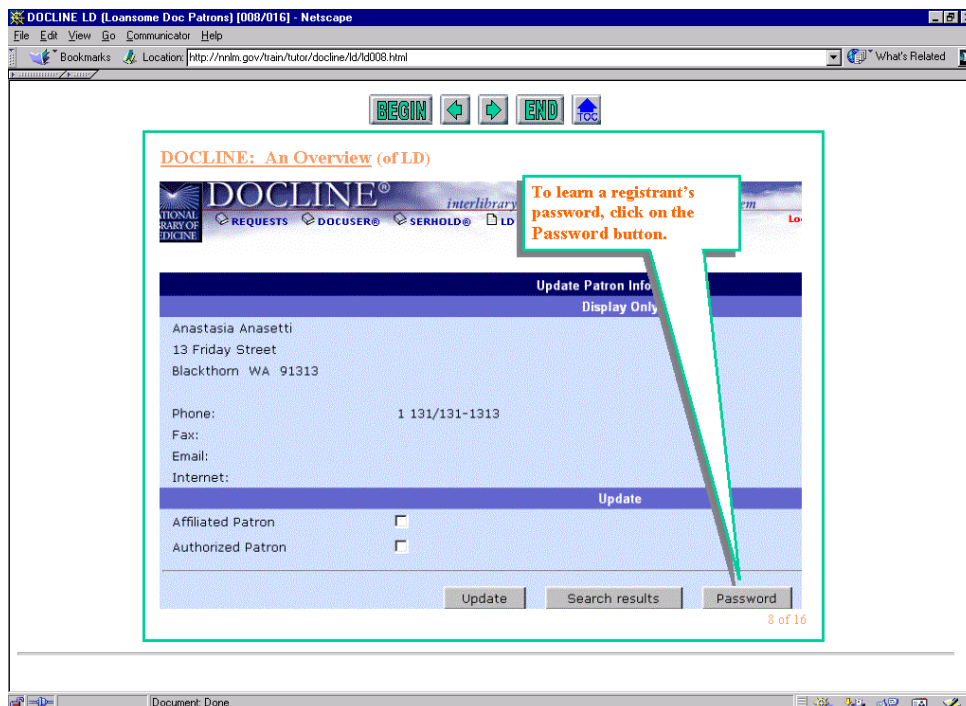 DOCLINE LD (Loansome Doc Patrons) [008/016] - Netscape
File Edit View Go Communicator Help
Bookmarks Location: http://nnlm.gov/train/tutor/docline/ld/ld008.html What's Related
BEGIN END TOC
DOCLINE: An Overview (of LD)
DOCLINE® interlibrary em
REQUESTS DOCUSER® SERHOLD® LD Lo
To learn a registrant's
password, click on the
Password button.
Update Patron Info
Display Only
Anastasia Anasetti
13 Friday Street
Blackthorn WA 91313
Phone: 1 131/131-1313
Fax:
Email:
Internet:
Update
Affiliated Patron
Authorized Patron
Update Search results Password
8 of 16
Document: Done